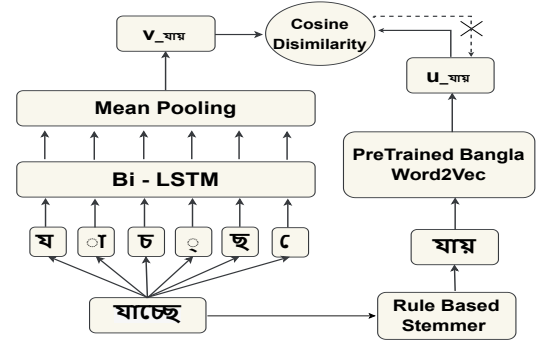 v_যায়
Cosine
Disimilarity
u_যায়
Mean Pooling
PreTrained Bangla
Word2Vec
Bi - LSTM
য া চ ্ ছ ে
যায়
যাচ্ছে
Rule Based
Stemmer